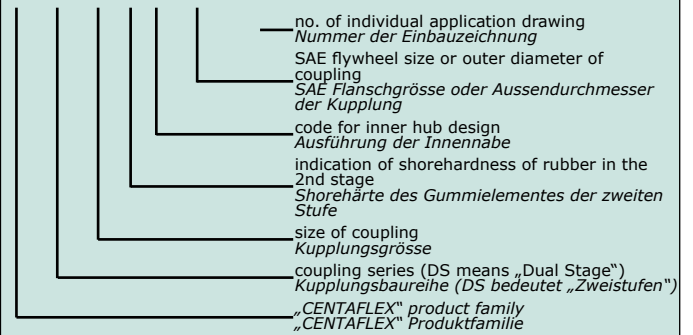 no. of individual application drawing
Nummer der Einbauzeichnung
SAE flywheel size or outer diameter of
coupling
SAE Flanschgrösse oder Aussendurchmesser
der Kupplung
code for inner hub design
Ausführung der Innennabe
indication of shorehardness of rubber in the
2nd stage
Shorehärte des Gummielementes der zweiten
Stufe
size of coupling
Kupplungsgrösse
coupling series (DS means „Dual Stage“)
Kupplungsbaureihe (DS bedeutet „Zweistufen“)
„CENTAFLEX“ product family
„CENTAFLEX“ Produktfamilie